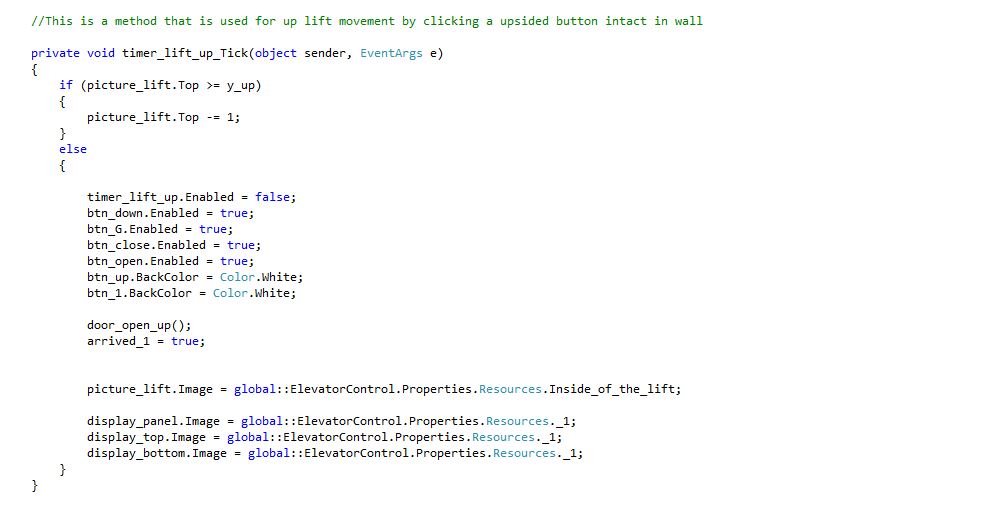 //This is a method that is used for up lift movement by clicking a upsided button intact in wall
private void timer_lift_up_Tick(object sender, EventArgs e)
{
if (picture_lift.Top >= y_up)
{
picture_lift.Top -= 1;
}
else
{
timer_lift_up.Enabled = false;
btn_down.Enabled = true;
btn_G.Enabled = true;
btn_close.Enabled = true;
btn_open.Enabled = true;
btn_up.BackColor = Color.White;
btn_1.BackColor = Color.White;
door_open_up();
arrived_1 = true;
picture_lift.Image = global::ElevatorControl.Properties.Resources.Inside_of_the_lift;
display_panel.Image = global::ElevatorControl.Properties.Resources._1;
display_top.Image = global::ElevatorControl.Properties.Resources._1;
display_bottom.Image = global::ElevatorControl.Properties.Resources._1;
}
}